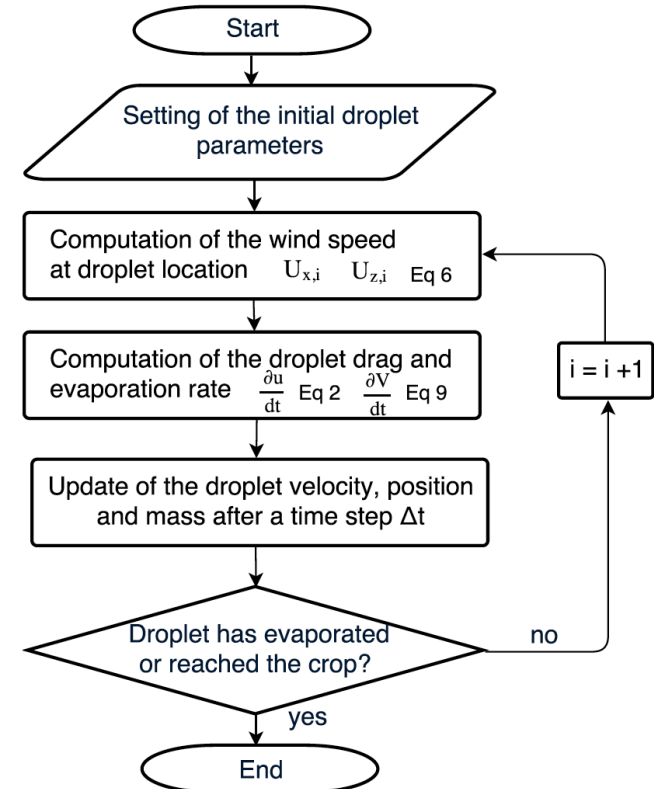 Start
Setting of the initial droplet
parameters
Computation of the wind speed
at droplet location Ux,i Uz,i Eq 6
Computation of the droplet drag and
evaporation rate ∂u/dt Eq 2 ∂V/dt Eq 9
i = i +1
Update of the droplet velocity, position
and mass after a time step Δt
Droplet has evaporated
or reached the crop?
no
yes
End